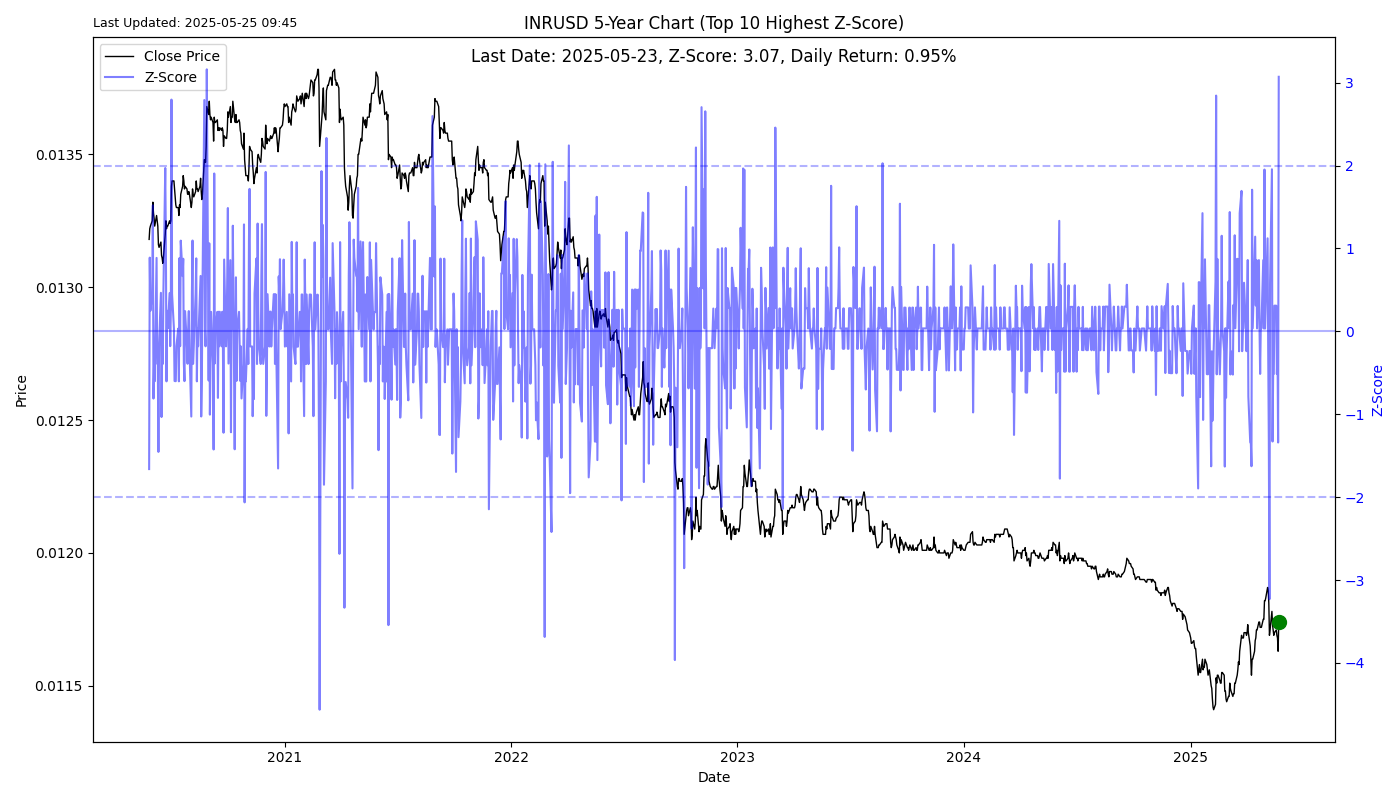 Last Updated: 2025-05-25 09:45
INRUSD 5-Year Chart (Top 10 Highest Z-Score)
Last Date: 2025-05-23, Z-Score: 3.07, Daily Return: 0.95%
Close Price
Z-Score
Price
0.0135
0.0130
0.0125
0.0120
0.0115
3
2
1
0
−1
−2
−3
−4
Z-Score
2021
2022
2023
2024
2025
Date